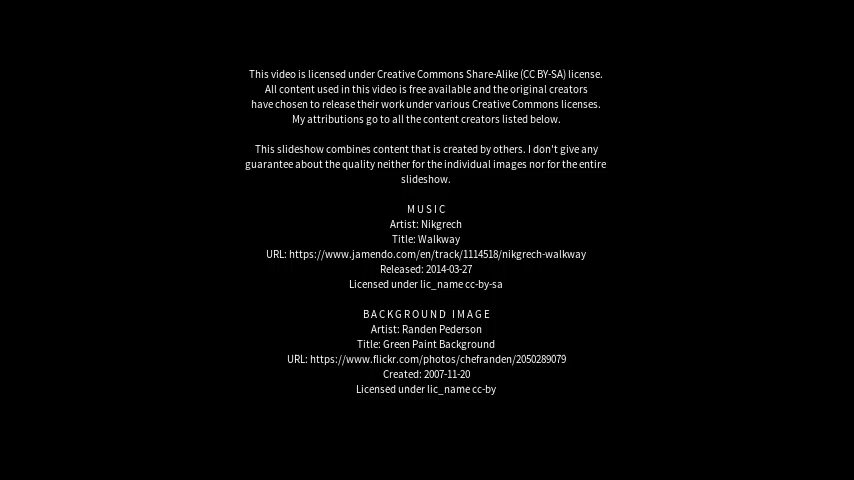 This video is licensed under Creative Commons Share-Alike (CC BY-SA) license.
All content used in this video is free available and the original creators
have chosen to release their work under various Creative Commons licenses.
My attributions go to all the content creators listed below.
This slideshow combines content that is created by others. I don't give any
guarantee about the quality neither for the individual images nor for the entire
slideshow.
MUSIC
Artist: Nikgrech
Title: Walkway
URL: https://www.jamendo.com/en/track/1114518/nikgrech-walkway
Released: 2014-03-27
Licensed under lic_name cc-by-sa
BACKGROUND IMAGE
Artist: Randen Pederson
Title: Green Paint Background
URL: https://www.flickr.com/photos/chefranden/2050289079
Created: 2007-11-20
Licensed under lic_name cc-by